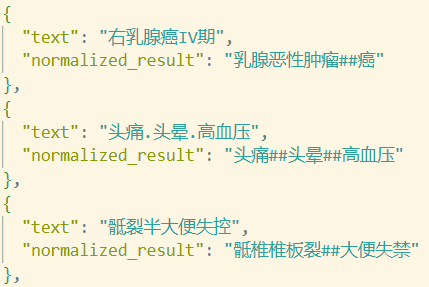 {
"text": "右乳腺癌IV期",
"normalized_result": "乳腺恶性肿瘤##癌"
},
{
"text": "头痛.头晕.高血压",
"normalized_result": "头痛##头晕##高血压"
},
{
"text": "骶裂半大便失控",
"normalized_result": "骶椎椎板裂##大便失禁"
},